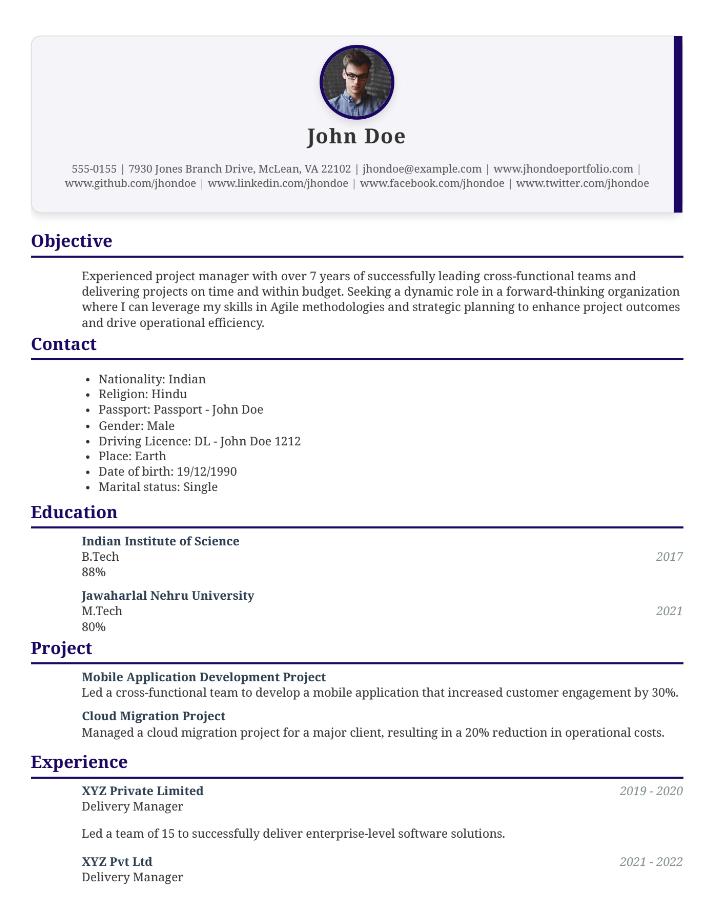 John Doe
555-0155 | 7930 Jones Branch Drive, McLean, VA 22102 | jhondoe@example.com | www.jhondoeportfolio.com |
www.github.com/jhondoe | www.linkedin.com/jhondoe | www.facebook.com/jhondoe | www.twitter.com/jhondoe
Objective
Experienced project manager with over 7 years of successfully leading cross-functional teams and
delivering projects on time and within budget. Seeking a dynamic role in a forward-thinking organization
where I can leverage my skills in Agile methodologies and strategic planning to enhance project outcomes
and drive operational efficiency.
Contact
• Nationality: Indian
• Religion: Hindu
• Passport: Passport - John Doe
• Gender: Male
• Driving Licence: DL - John Doe 1212
• Place: Earth
• Date of birth: 19/12/1990
• Marital status: Single
Education
Indian Institute of Science
B.Tech 2017
88%
Jawaharlal Nehru University
M.Tech 2021
80%
Project
Mobile Application Development Project
Led a cross-functional team to develop a mobile application that increased customer engagement by 30%.
Cloud Migration Project
Managed a cloud migration project for a major client, resulting in a 20% reduction in operational costs.
Experience
XYZ Private Limited 2019 - 2020
Delivery Manager
Led a team of 15 to successfully deliver enterprise-level software solutions.
XYZ Pvt Ltd 2021 - 2022
Delivery Manager